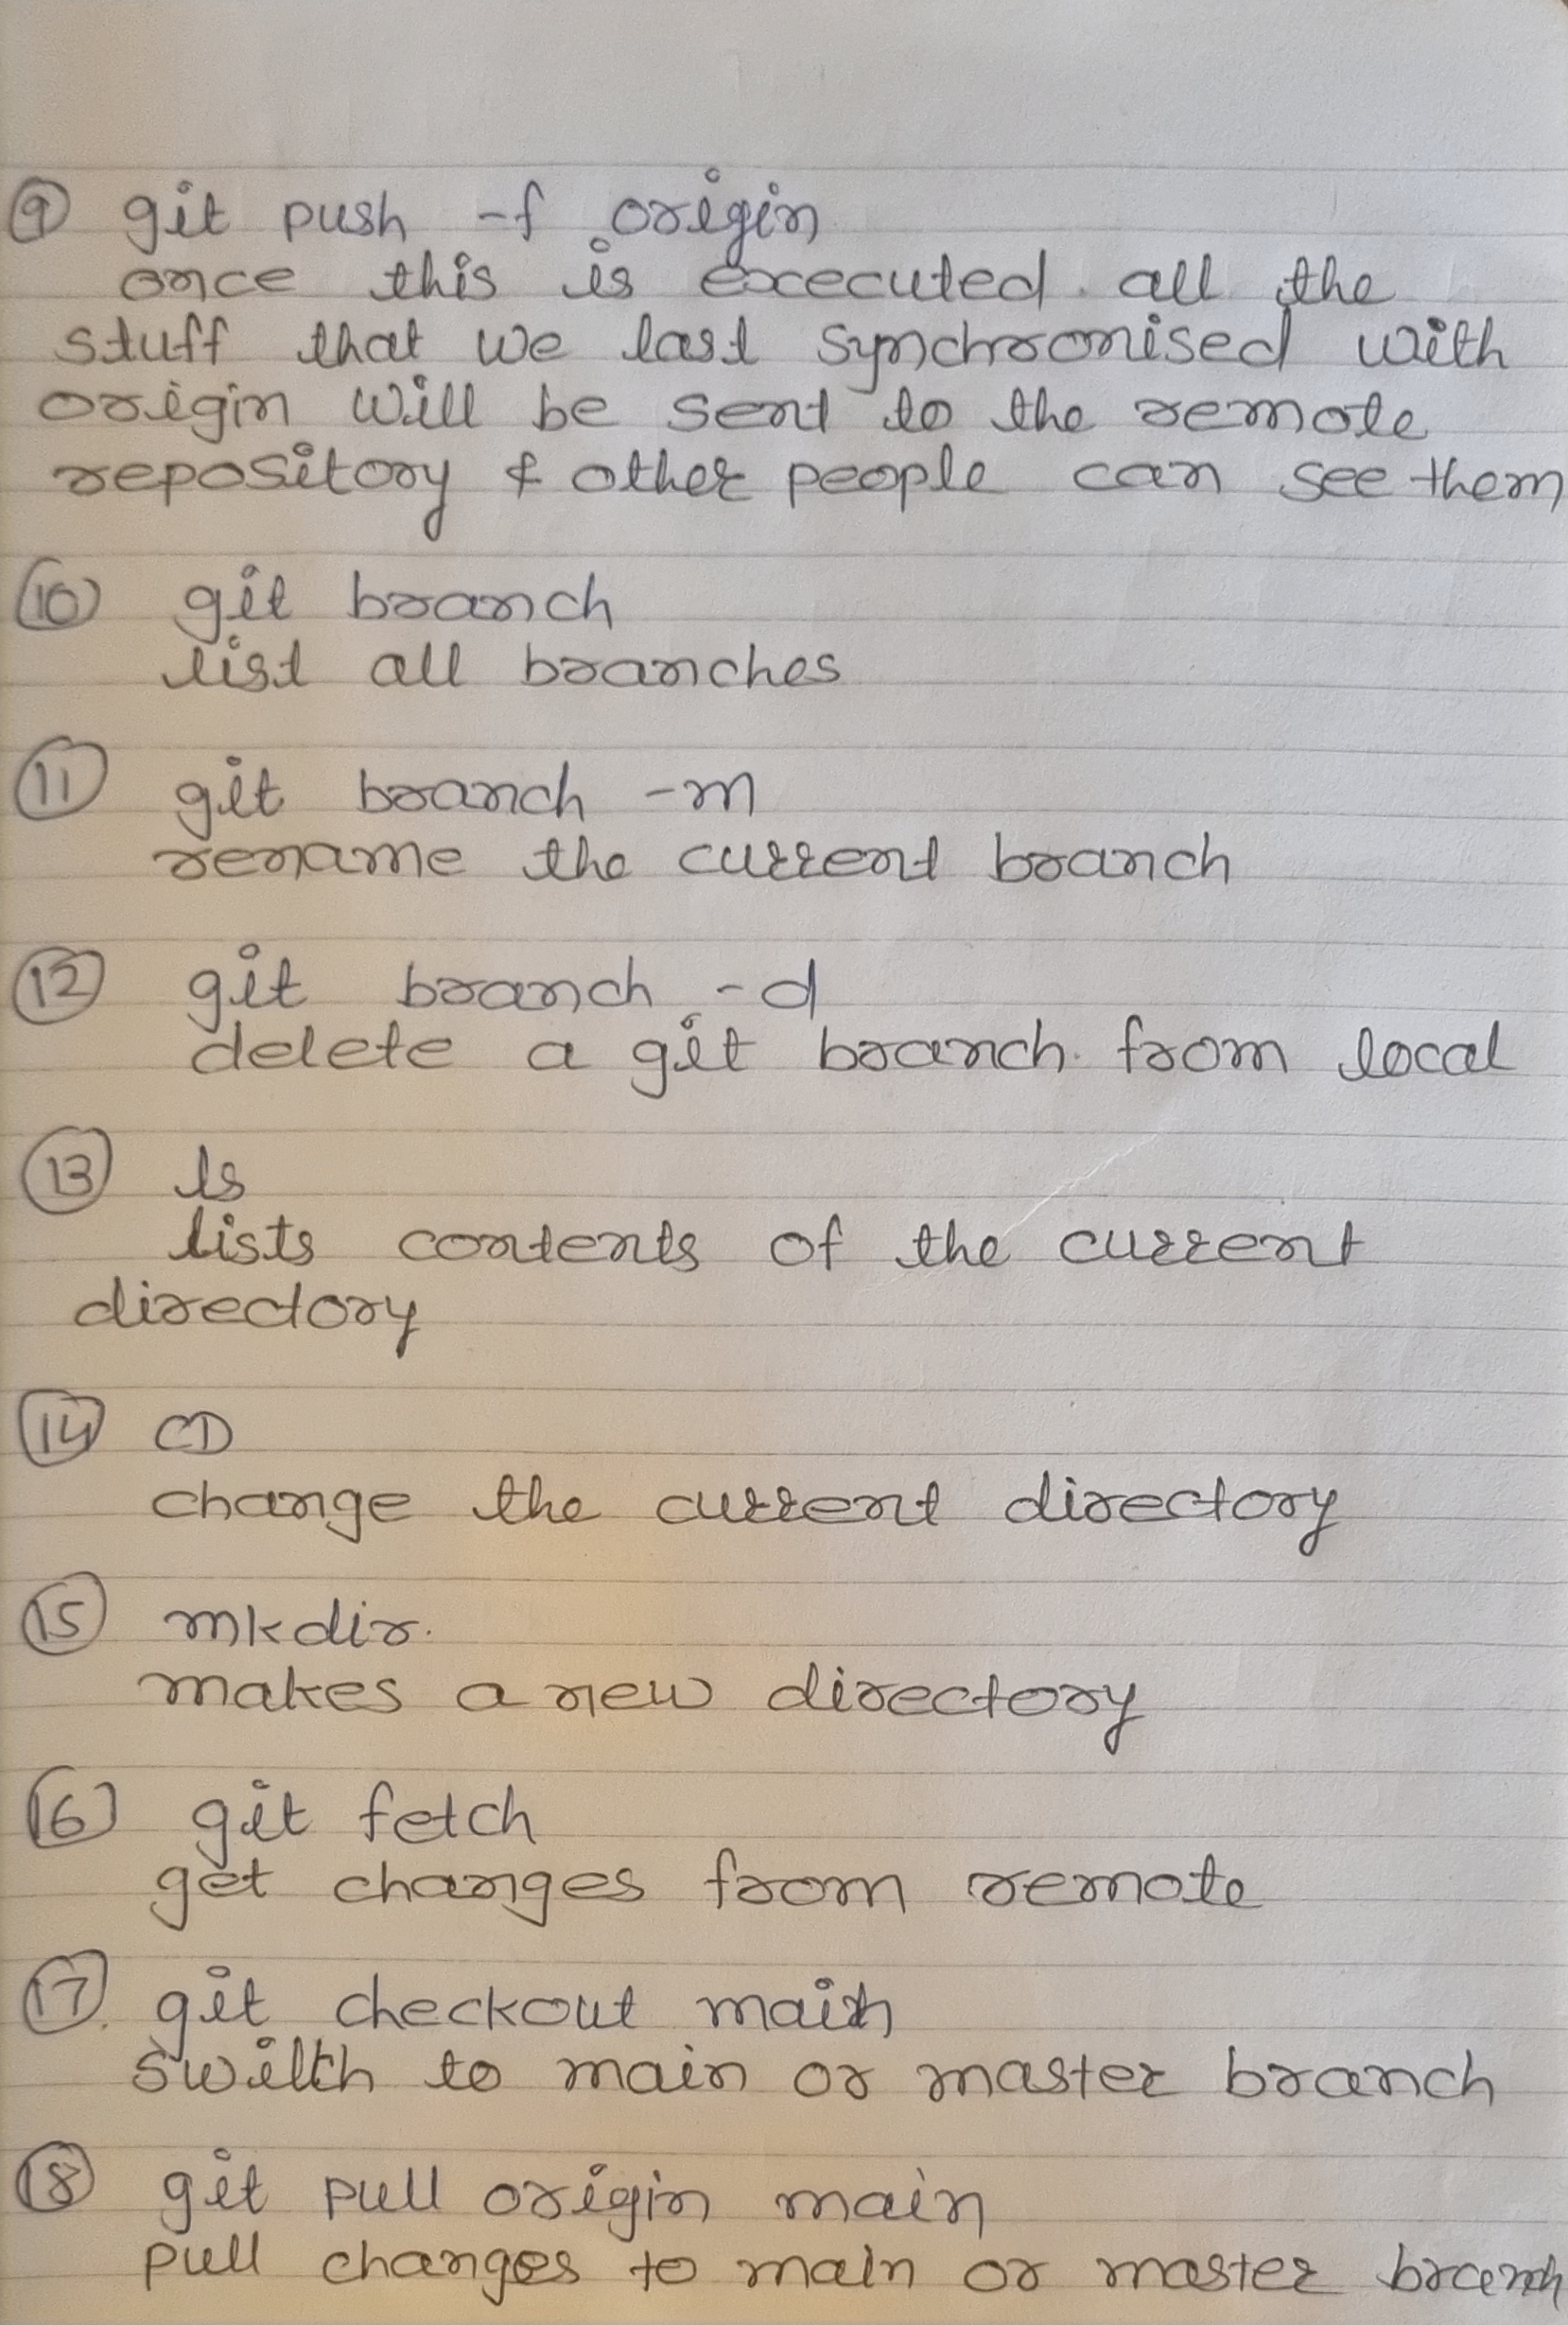 9 git push -f origin
once this is executed all the
stuff that we last synchromised with
origin will be sent to the remote
repository & other people can see them
10 git branch
list all branches
11 git branch -m
rename the current branch
12 git branch -d
delete a git branch from local
13 ls
lists contents of the current
directory
14 CD
change the current directory
15 mkdir.
makes a new directory
16 git fetch
get changes from remote
17. git checkout main
switch to main or master branch
18 git pull origin main
pull changes to main or master branch